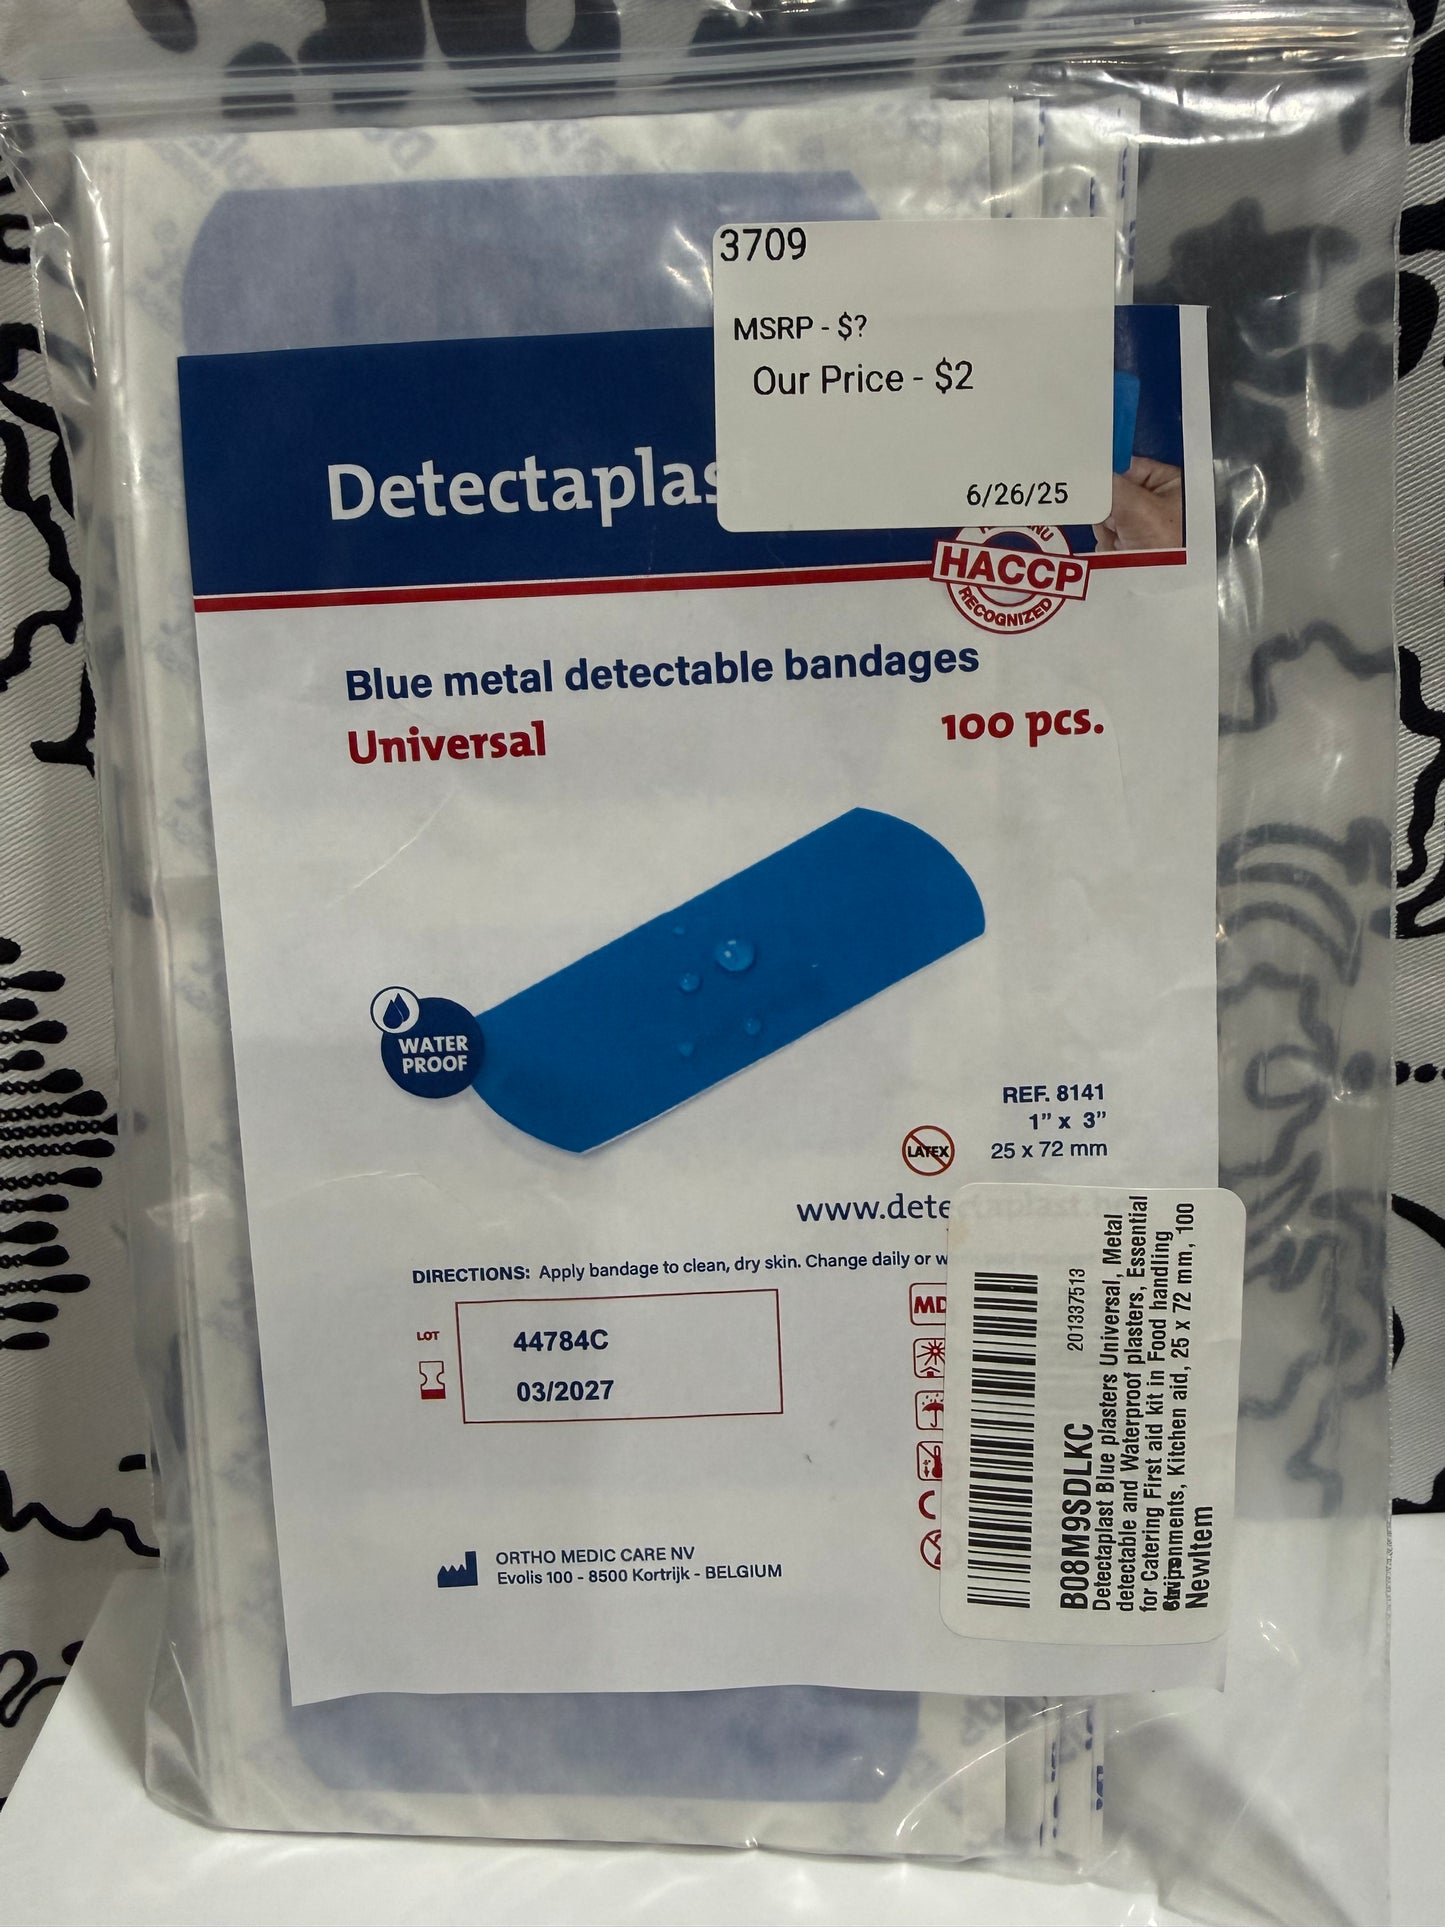 3709
MSRP - $?
Our Price - $2
6/26/25
Detectaplas
HACCP
RECOGNIZED
Blue metal detectable bandages
Universal
100 pcs.
WATER
PROOF
REF. 8141
1” x 3”
25 x 72 mm
LATEX
www.detectaplast
DIRECTIONS: Apply bandage to clean, dry skin. Change daily or w
MD
LOT
44784C
03/2027
ORTHO MEDIC CARE NV
Evolis 100 - 8500 Kortrijk - BELGIUM
201337513
B08M9SDLKC
Detectaplast Blue plasters Universal, Metal
detectable and Waterproof plasters, Essential
for Catering First aid kit in Food handling
onments, Kitchen aid, 25 x 72 mm, 100
NewItem